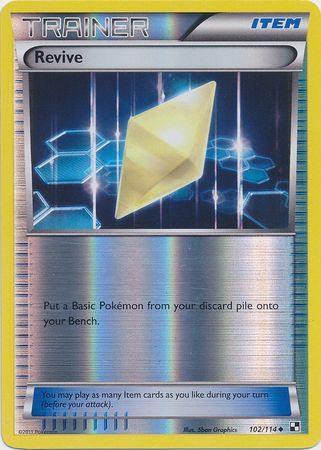 TRAINER
ITEM
Revive
Put a Basic Pokémon from your discard pile onto
your Bench.
You may play as many Item cards as you like during your turn
(before your attack).
©2011 Pokémon
Illus. 5ban Graphics
102/114